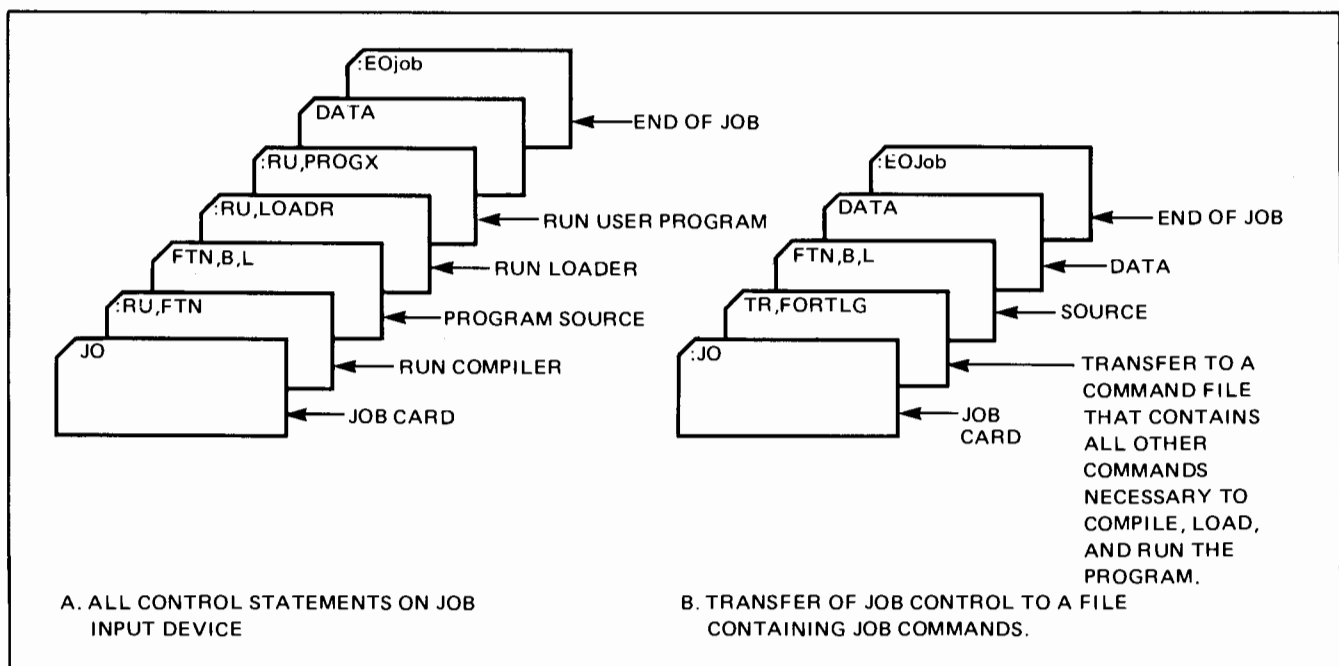 :EOjob
DATA
:RU,PROGX
:RU,LOADR
FTN,B,L
:RU,FTN
JO
END OF JOB
RUN USER PROGRAM
RUN LOADER
PROGRAM SOURCE
RUN COMPILER
JOB CARD
A. ALL CONTROL STATEMENTS ON JOB
INPUT DEVICE
:EOJob
DATA
FTN,B,L
TR,FORTLG
:JO
END OF JOB
DATA
SOURCE
TRANSFER TO A
COMMAND FILE
THAT CONTAINS
ALL OTHER
COMMANDS
NECESSARY TO
COMPILE, LOAD,
AND RUN THE
PROGRAM.
JOB
CARD
B. TRANSFER OF JOB CONTROL TO A FILE
CONTAINING JOB COMMANDS.